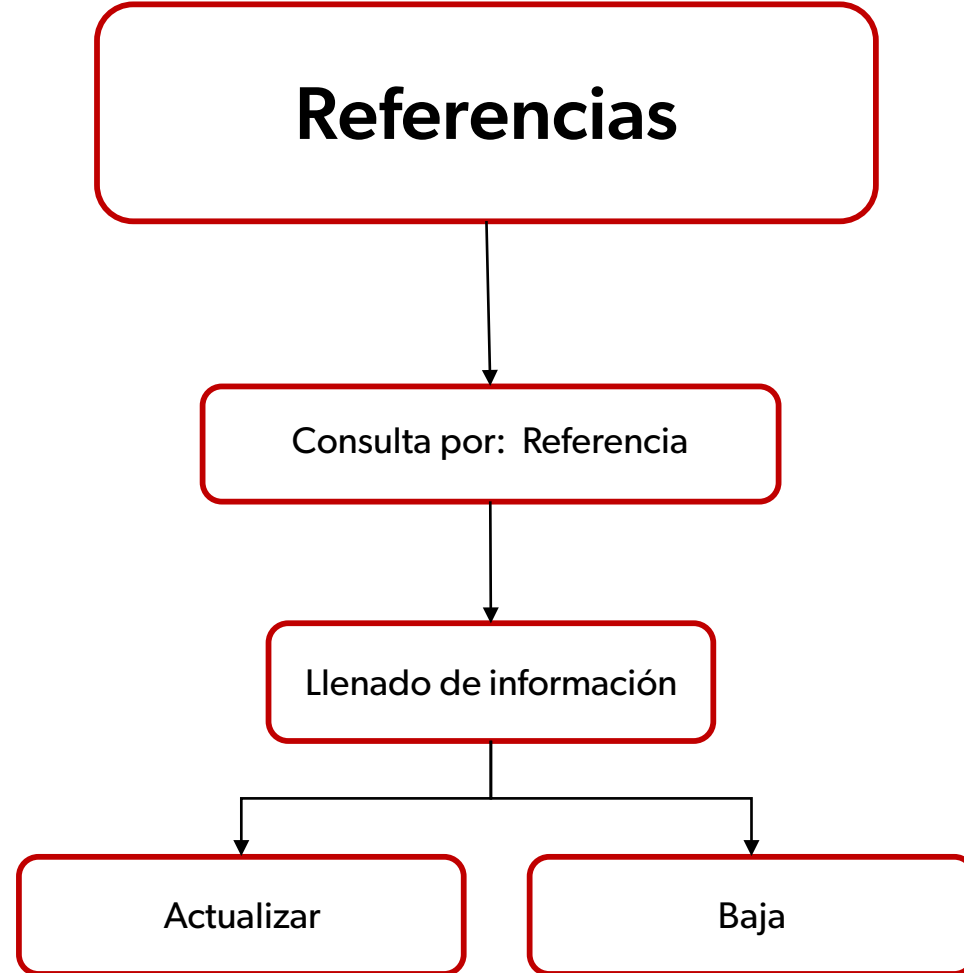 Referencias
Consulta por:  Referencia
Llenado de información
Actualizar
Baja